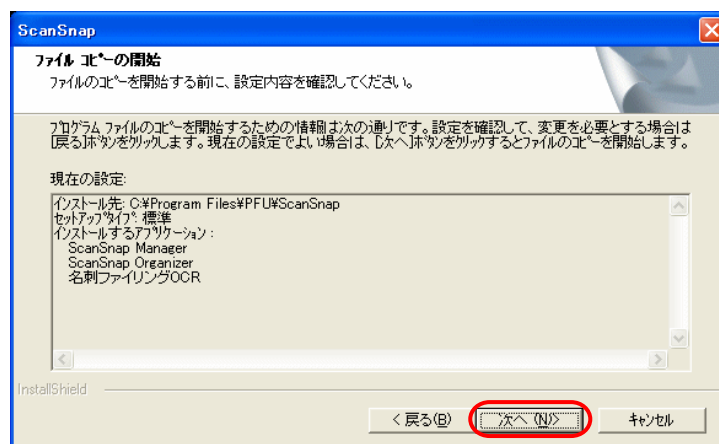 ScanSnap
ファイル コピーの開始
ファイルのコピーを開始する前に、設定内容を確認してください。
プログラム ファイルのコピーを開始するための情報は次の通りです。設定を確認して、変更を必要とする場合は
[戻る]ボタンをクリックします。現在の設定でよい場合は、[次へ]ボタンをクリックするとファイルのコピーを開始します。
現在の設定:
インストール先: C:¥Program Files¥PFU¥ScanSnap
セットアップタイプ: 標準
インストールするアプリケーション :
ScanSnap Manager
ScanSnap Organizer
名刺ファイリングOCR
InstallShield
< 戻る(B)
次へ (N)>
キャンセル